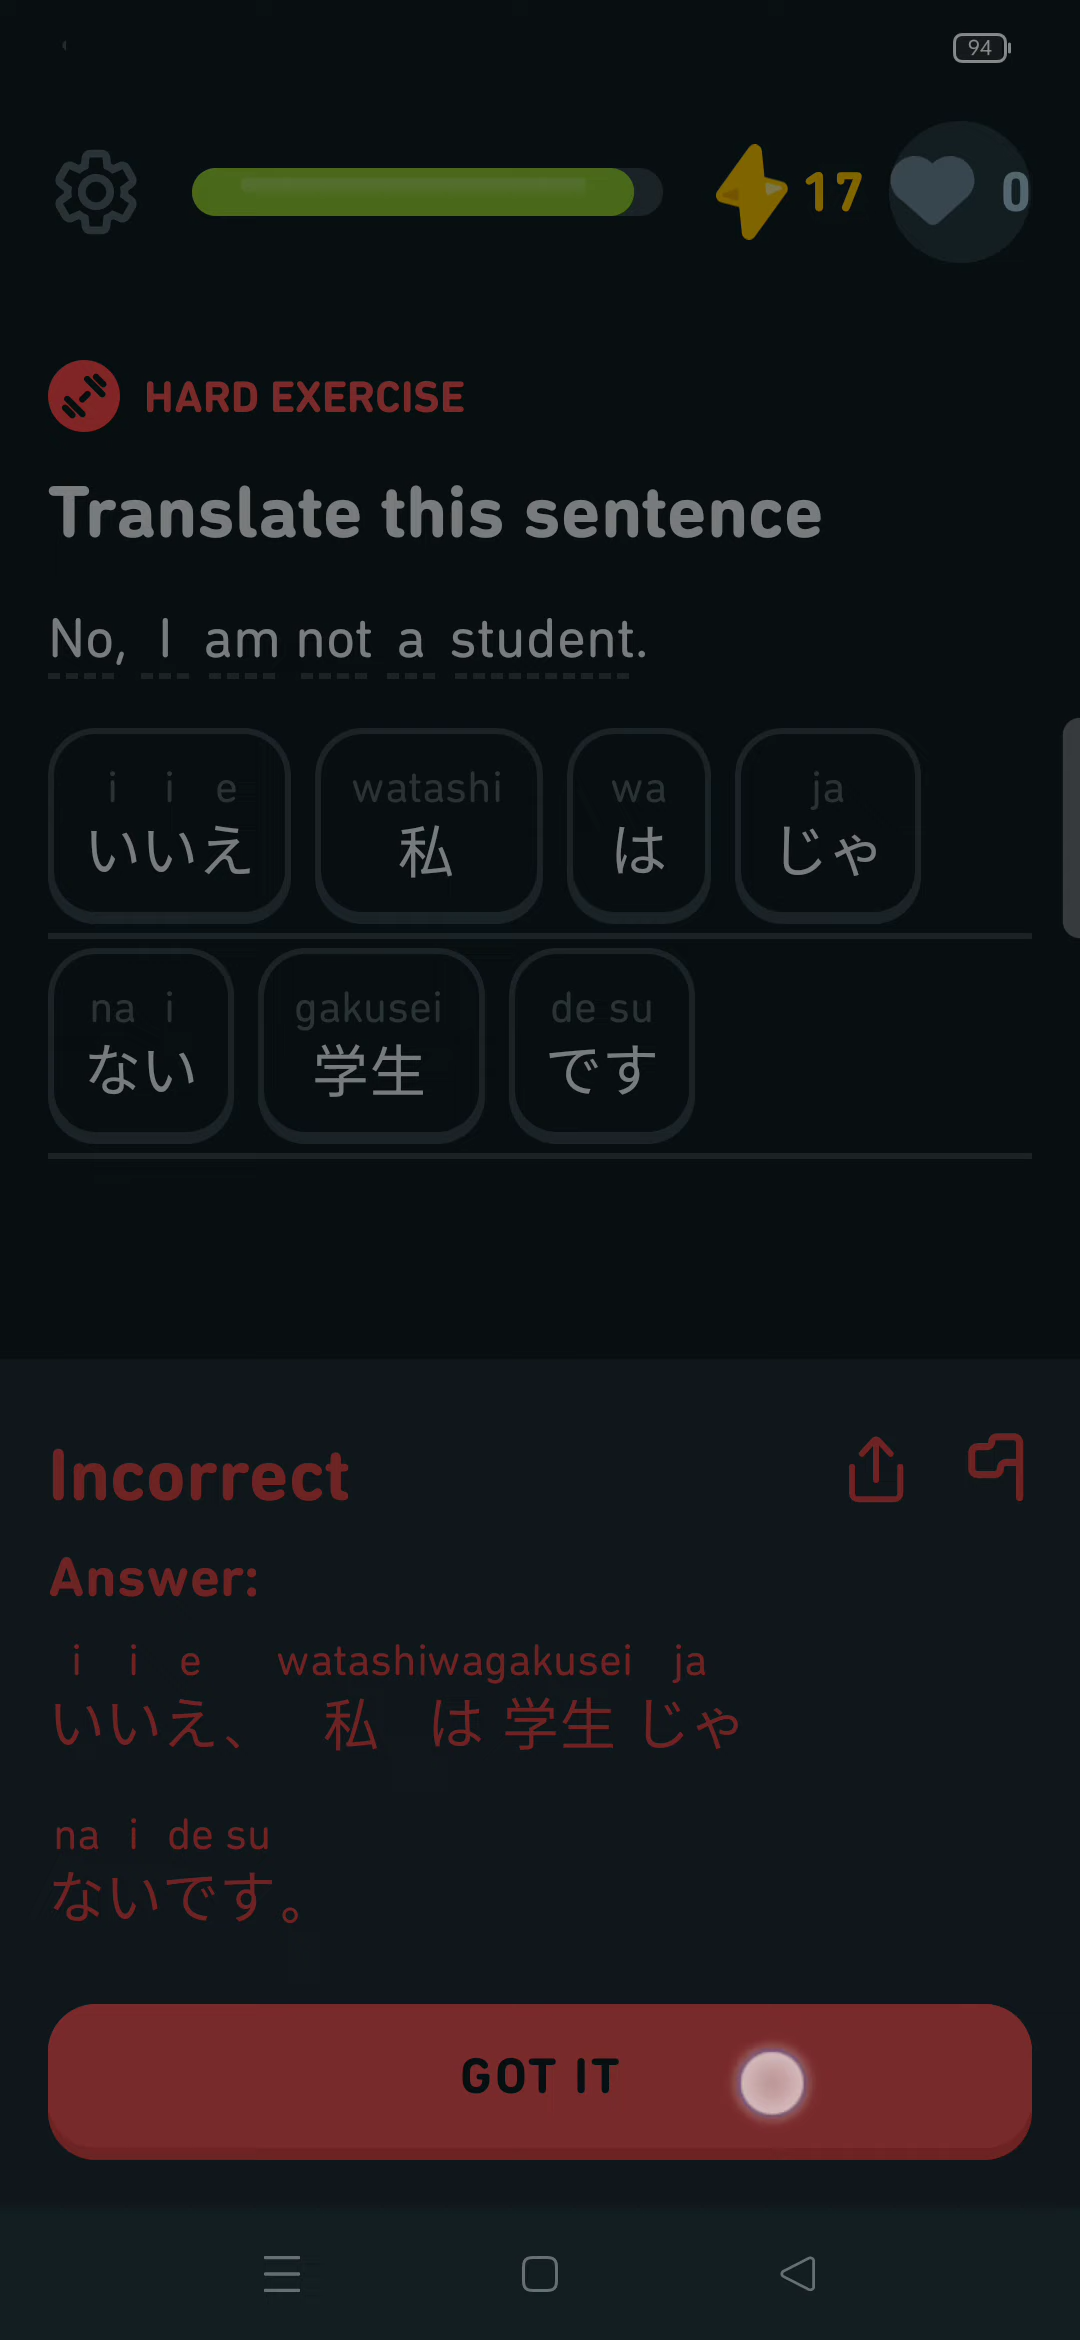 94
17 0
HARD EXERCISE
Translate this sentence
No, I am not a student.
i i e watashi wa ja
いいえ 私 は じゃ
na i gakusei de su
ない 学生 です
Incorrect
Answer:
i i e watashiwagakusei ja
いいえ、 私 は 学生 じゃ
na i de su
ないです。
GOT IT